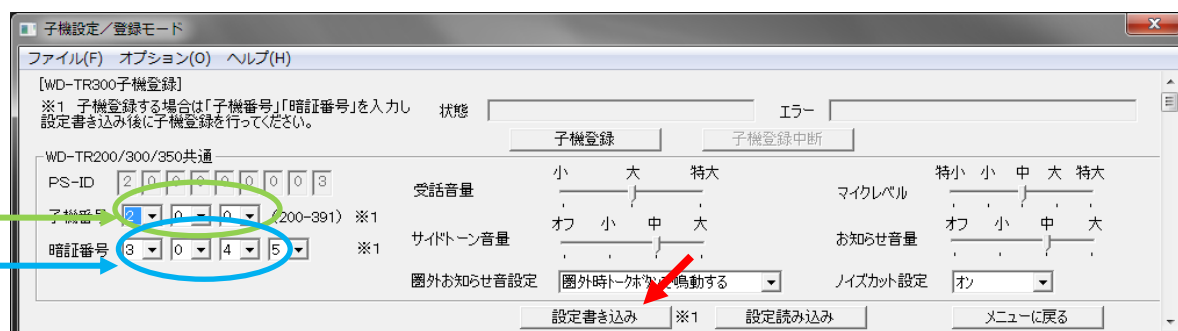 子機設定／登録モード
ファイル(F) オプション(O) ヘルプ(H)
[WD-TR300子機登録]
※1 子機登録する場合は「子機番号」「暗証番号」を入力し
設定書き込み後に子機登録を行ってください。
状態 エラー
子機登録 子機登録中断
WD-TR200/300/350共通
PS-ID 2 0 0 0 0 0 0 0 3
受話音量 小 大 特大
マイクレベル 特小 小 中 大 特大
子機番号 2 0 0 (200-391) ※1
サイドトーン音量 オフ 小 中 大
お知らせ音量 オフ 小 中 大
暗証番号 3 0 4 5 ※1
圏外お知らせ音設定 圏外時トークボタンで鳴動する
ノイズカット設定 オン
設定書き込み ※1 設定読み込み メニューに戻る